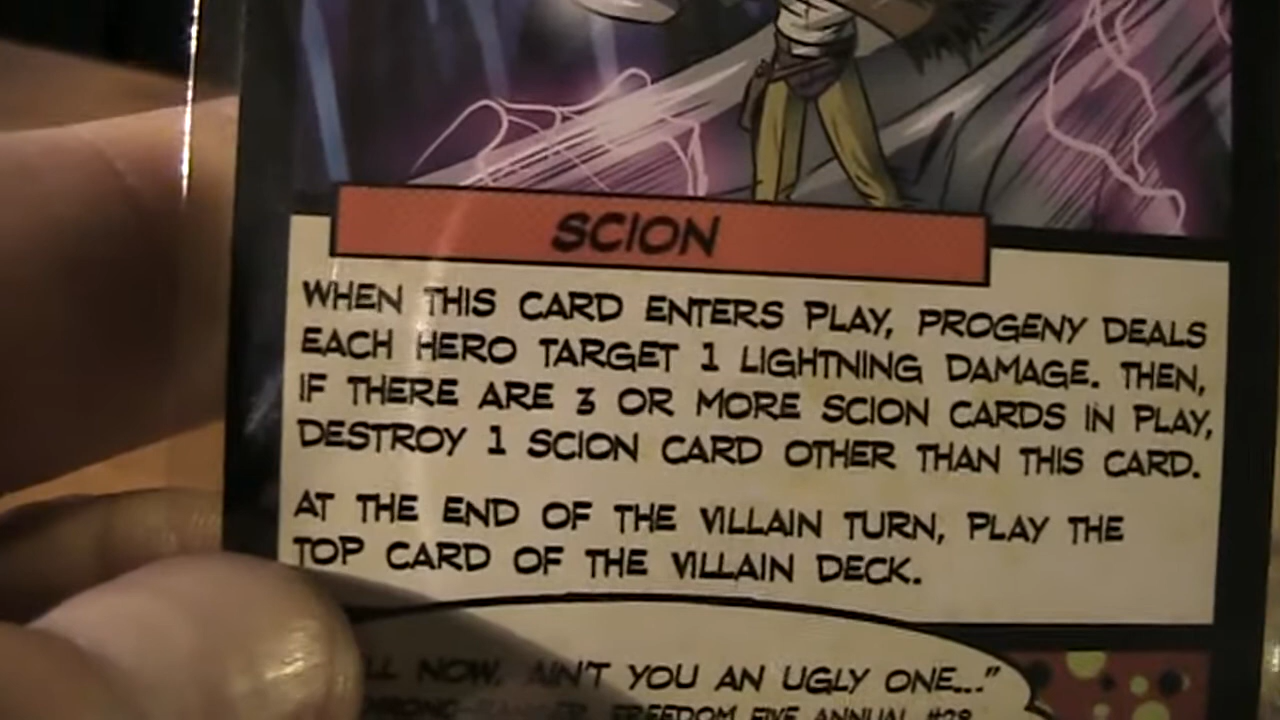 SCION
WHEN THIS CARD ENTERS PLAY, PROGENY DEALS
EACH HERO TARGET 1 LIGHTNING DAMAGE. THEN,
IF THERE ARE 3 OR MORE SCION CARDS IN PLAY,
DESTROY 1 SCION CARD OTHER THAN THIS CARD.
AT THE END OF THE VILLAIN TURN, PLAY THE
TOP CARD OF THE VILLAIN DECK.
NOW, AIN'T YOU AN UGLY ONE..."
FREEDOM FIVE ANNUAL